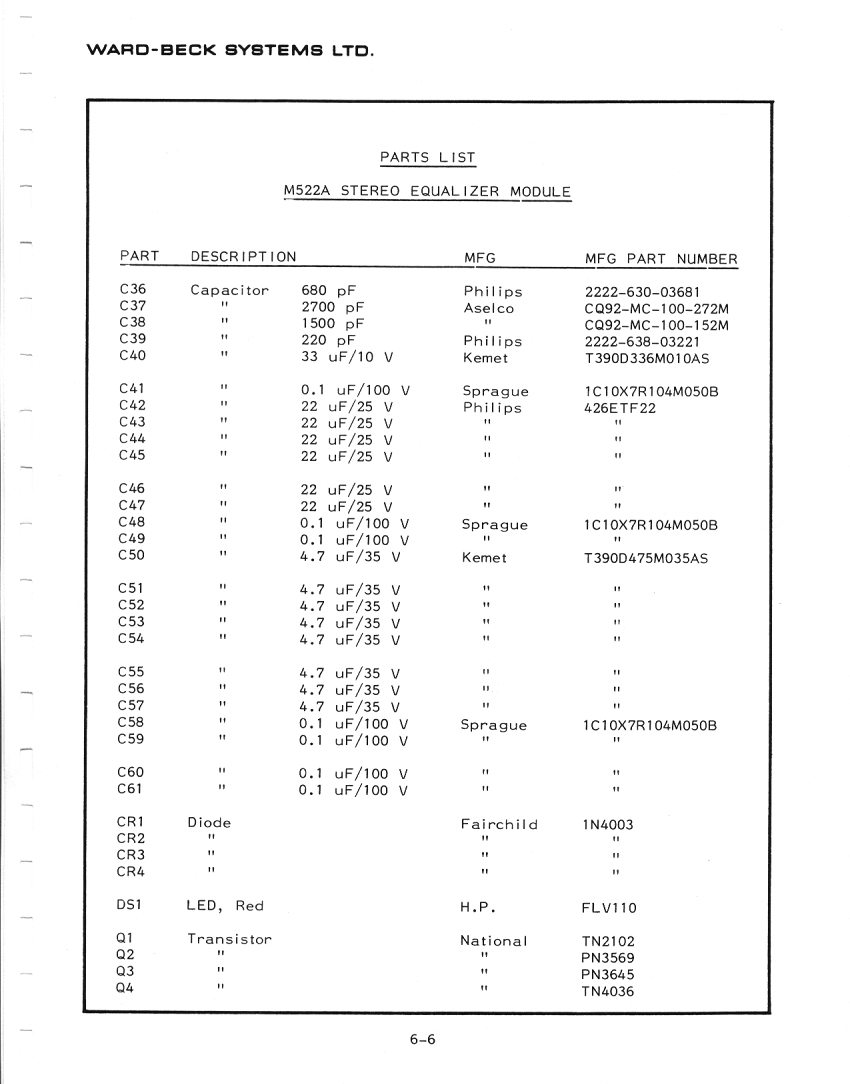 WARD-BECK SYSTEMS LTD.
PARTS LIST
M522A STEREO EQUALIZER MODULE
PART DESCRIPTION MFG MFG PART NUMBER
C36 Capacitor 680 pF Philips 2222-630-03681
C37 " 2700 pF Aselco CQ92-MC-100-272M
C38 " 1500 pF " CQ92-MC-100-152M
C39 " 220 pF Philips 2222-638-03221
C40 " 33 uF/10 V Kemet T390D336M010AS
C41 " 0.1 uF/100 V Sprague 1C10X7R104M050B
C42 " 22 uF/25 V Philips 426ETF22
C43 " 22 uF/25 V " "
C44 " 22 uF/25 V " "
C45 " 22 uF/25 V " "
C46 " 22 uF/25 V " "
C47 " 22 uF/25 V " "
C48 " 0.1 uF/100 V Sprague 1C10X7R104M050B
C49 " 0.1 uF/100 V " "
C50 " 4.7 uF/35 V Kemet T390D475M035AS
C51 " 4.7 uF/35 V " "
C52 " 4.7 uF/35 V " "
C53 " 4.7 uF/35 V " "
C54 " 4.7 uF/35 V " "
C55 " 4.7 uF/35 V " "
C56 " 4.7 uF/35 V " "
C57 " 4.7 uF/35 V " "
C58 " 0.1 uF/100 V Sprague 1C10X7R104M050B
C59 " 0.1 uF/100 V " "
C60 " 0.1 uF/100 V " "
C61 " 0.1 uF/100 V " "
CR1 Diode Fairchild 1N4003
CR2 " " "
CR3 " " "
CR4 " " "
DS1 LED, Red H.P. FLV110
Q1 Transistor National TN2102
Q2 " " PN3569
Q3 " " PN3645
Q4 " " TN4036
6-6